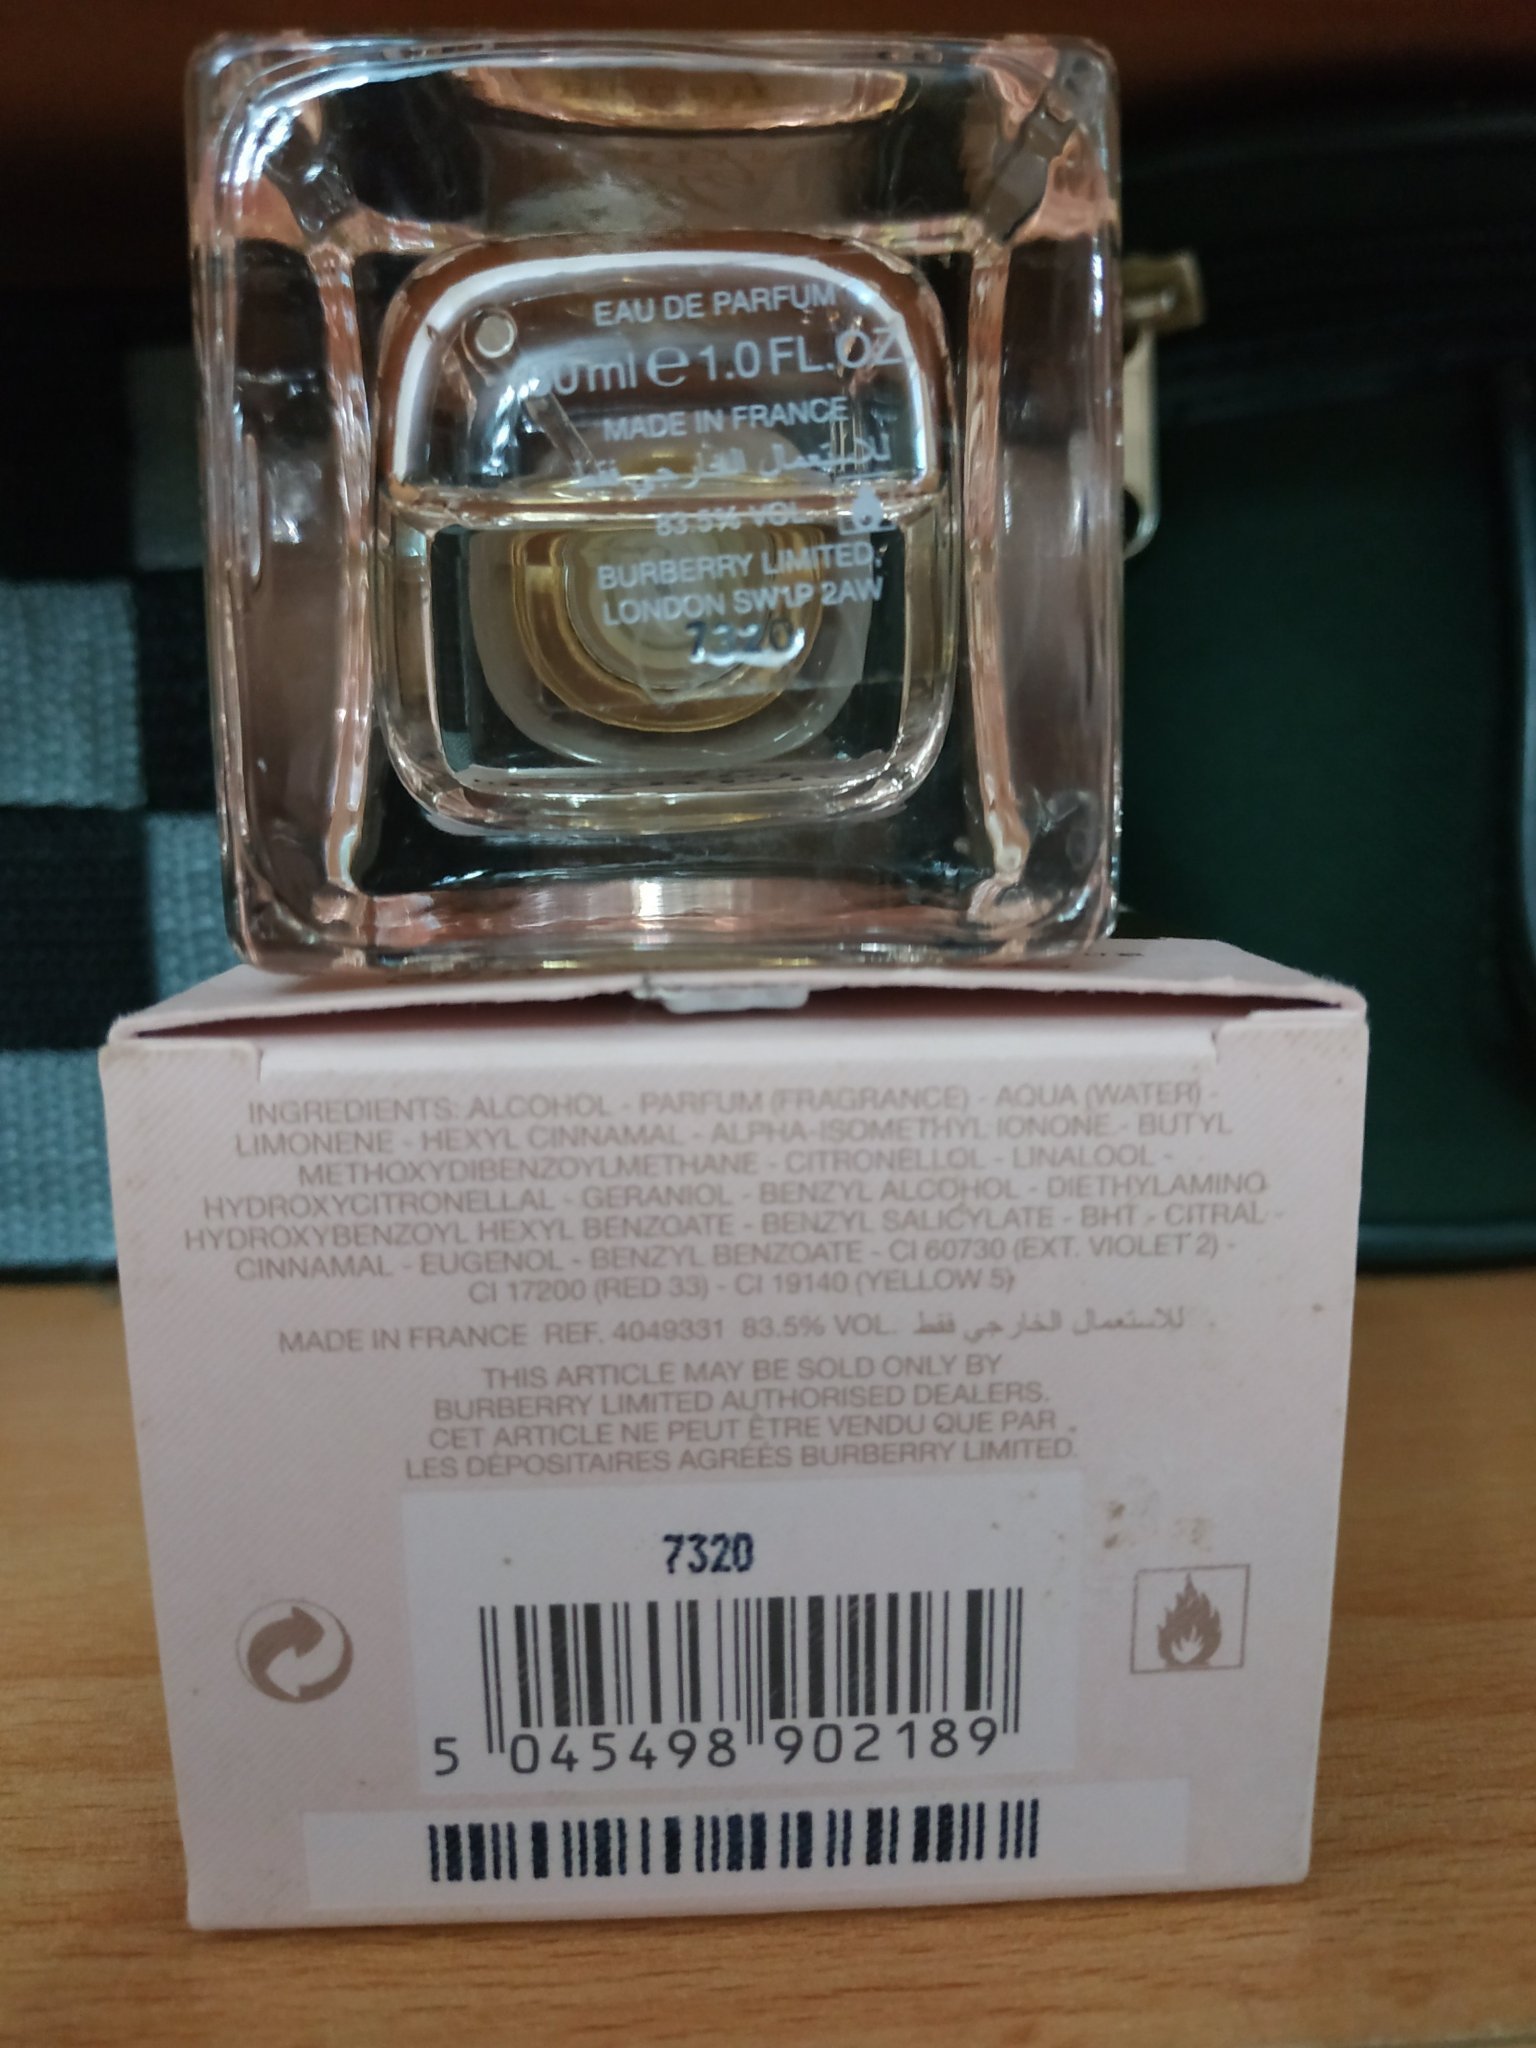 EAU DE PARFUM
0ml e 1.0 FL.OZ.
MADE IN FRANCE
للاستعمال الخارجي فقط
83.5% VOL
BURBERRY LIMITED,
LONDON SW1P 2AW
7320
INGREDIENTS: ALCOHOL - PARFUM (FRAGRANCE) - AQUA (WATER) -
LIMONENE - HEXYL CINNAMAL - ALPHA-ISOMETHYL IONONE - BUTYL
METHOXYDIBENZOYLMETHANE - CITRONELLOL - LINALOOL -
HYDROXYCITRONELLAL - GERANIOL - BENZYL ALCOHOL - DIETHYLAMINO
HYDROXYBENZOYL HEXYL BENZOATE - BENZYL SALICYLATE - BHT - CITRAL -
CINNAMAL - EUGENOL - BENZYL BENZOATE - CI 60730 (EXT. VIOLET 2) -
CI 17200 (RED 33) - CI 19140 (YELLOW 5)
MADE IN FRANCE REF. 4049331 83.5% VOL. للاستعمال الخارجي فقط
THIS ARTICLE MAY BE SOLD ONLY BY
BURBERRY LIMITED AUTHORISED DEALERS.
CET ARTICLE NE PEUT ÊTRE VENDU QUE PAR
LES DÉPOSITAIRES AGRÉÉS BURBERRY LIMITED.
7320
5 045498 902189